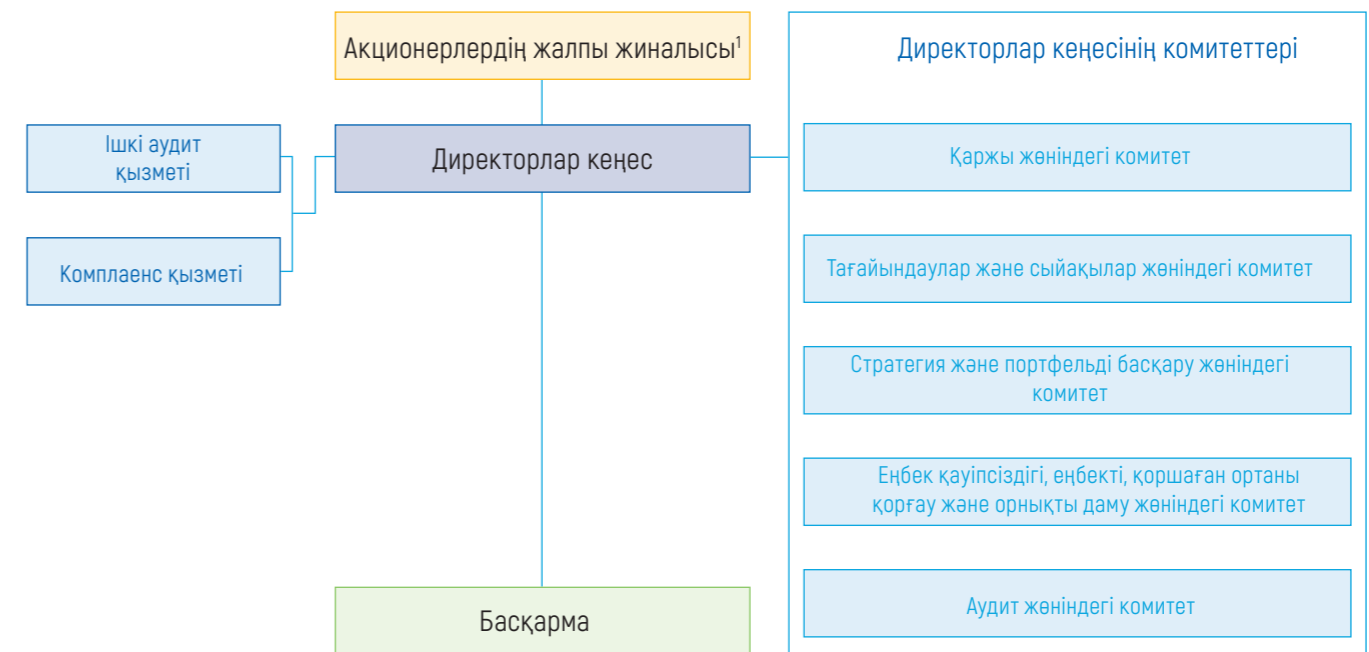 Акционерлердің жалпы жиналысы¹
Директорлар кеңесінің комитеттері
Ішкі аудит
қызметі
Директорлар кеңес
Қаржы жөніндегі комитет
Комплаенс қызметі
Тағайындаулар және сыйақылар жөніндегі комитет
Стратегия және портфельді басқару жөніндегі
комитет
Еңбек қауіпсіздігі, еңбекті, қоршаған ортаны
қорғау және орнықты даму жөніндегі комитет
Басқарма
Аудит жөніндегі комитет